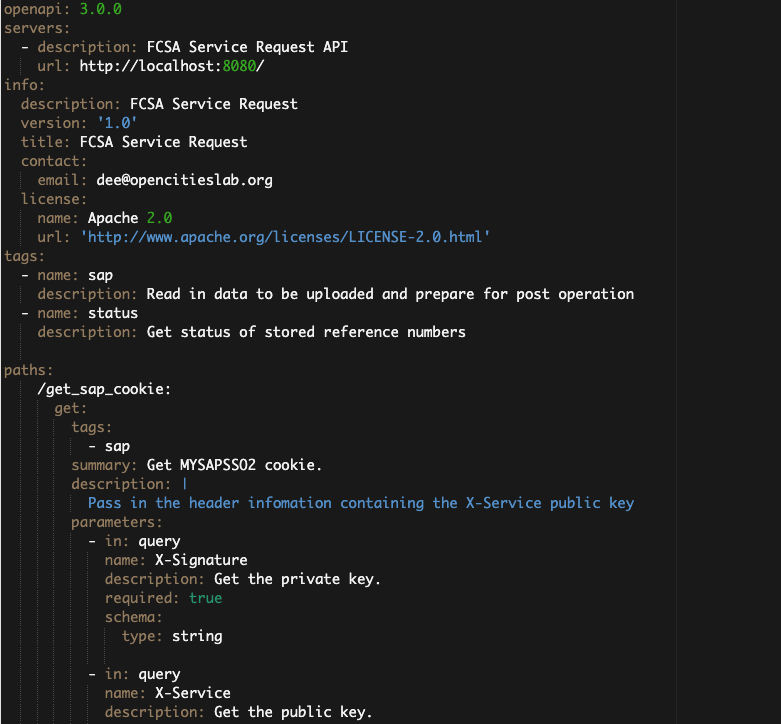 openapi: 3.0.0
servers:
  - description: FCSA Service Request API
    url: http://localhost:8080/
info:
  description: FCSA Service Request
  version: '1.0'
  title: FCSA Service Request
  contact:
    email: dee@opencitieslab.org
  license:
    name: Apache 2.0
    url: 'http://www.apache.org/licenses/LICENSE-2.0.html'
tags:
  - name: sap
    description: Read in data to be uploaded and prepare for post operation
  - name: status
    description: Get status of stored reference numbers
paths:
    /get_sap_cookie:
      get:
        tags:
          - sap
        summary: Get MYSAPSSO2 cookie.
        description: |
          Pass in the header infomation containing the X-Service public key
        parameters:
          - in: query
            name: X-Signature
            description: Get the private key.
            required: true
            schema:
              type: string
          - in: query
            name: X-Service
            description: Get the public key.